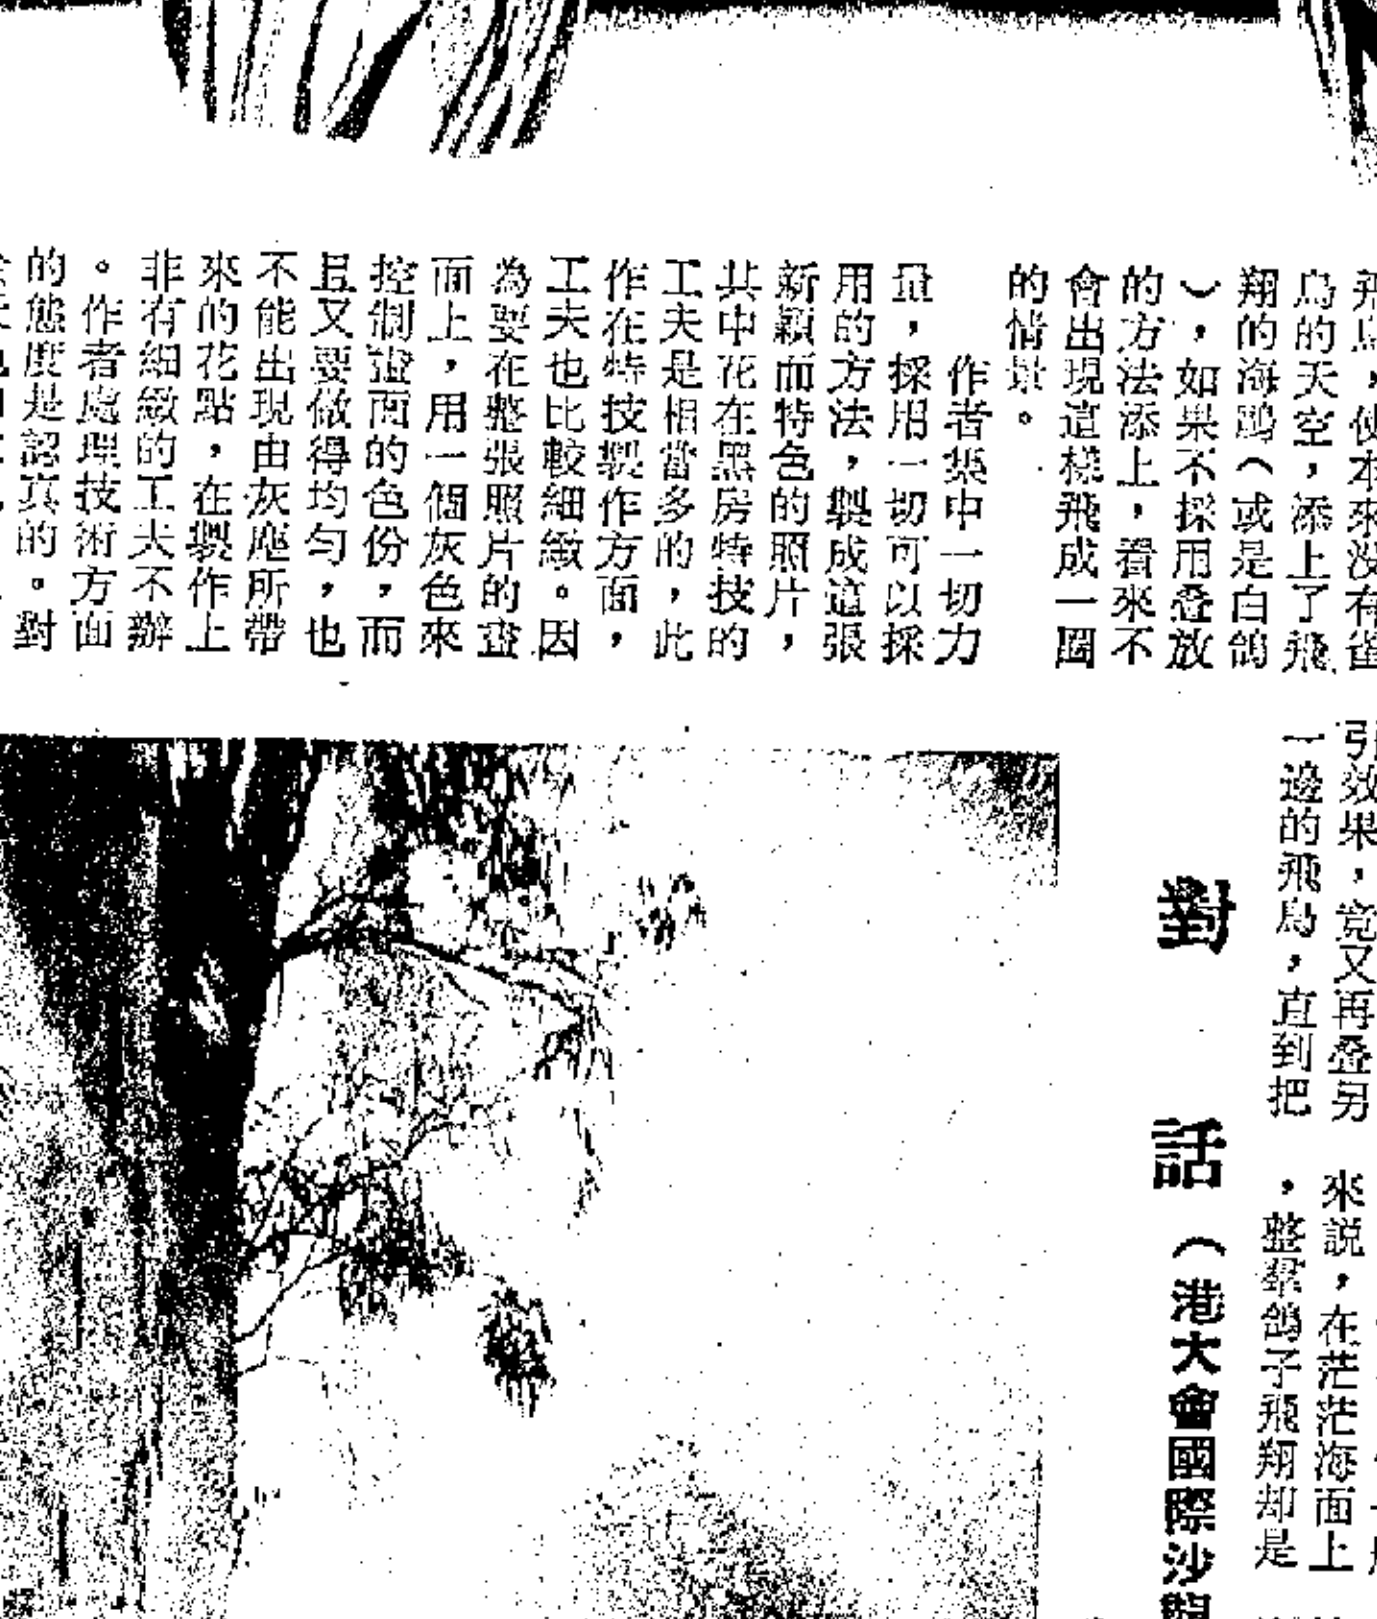 飛鳥，使本來沒有雀
鳥的天空，添上了飛
翔的海鷗（或是白鴿
），如果不採用叠放
的方法添上，看來不
會出現這樣飛成一圈
的情景。
作者集中一切力
量，採用一切可以採
用的方法，製成這張
新穎而特色的照片，
其中花在黑房特技的
工夫是相當多的，此
作在特技製作方面，
工夫也比較細緻。因
為要在整張照片的畫
面上，用一個灰色來
控制畫面的色份，而
且又要做得均勻，也
不能出現由灰塵所帶
來的花點，在製作上
非有細緻的工夫不辦
。作者處理技術方面
的態度是認真的。對
引效果，竟又再叠另
一邊的飛鳥，直到把
來説，在茫茫海面上
，整羣鴿子飛翔却是
對話（港大會國際沙